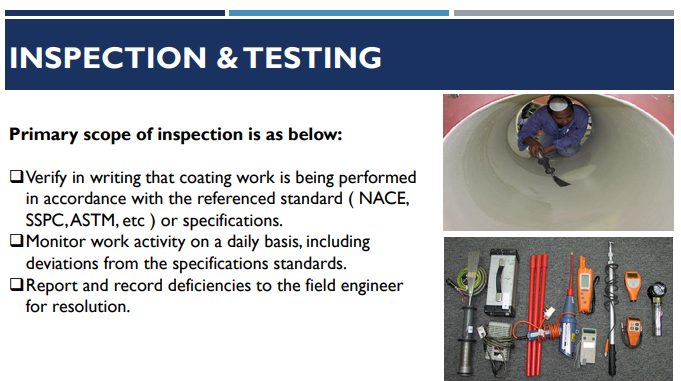 INSPECTION & TESTING
Primary scope of inspection is as below:
❑Verify in writing that coating work is being performed
in accordance with the referenced standard ( NACE,
SSPC, ASTM, etc ) or specifications.
❑Monitor work activity on a daily basis, including
deviations from the specifications standards.
❑Report and record deficiencies to the field engineer
for resolution.